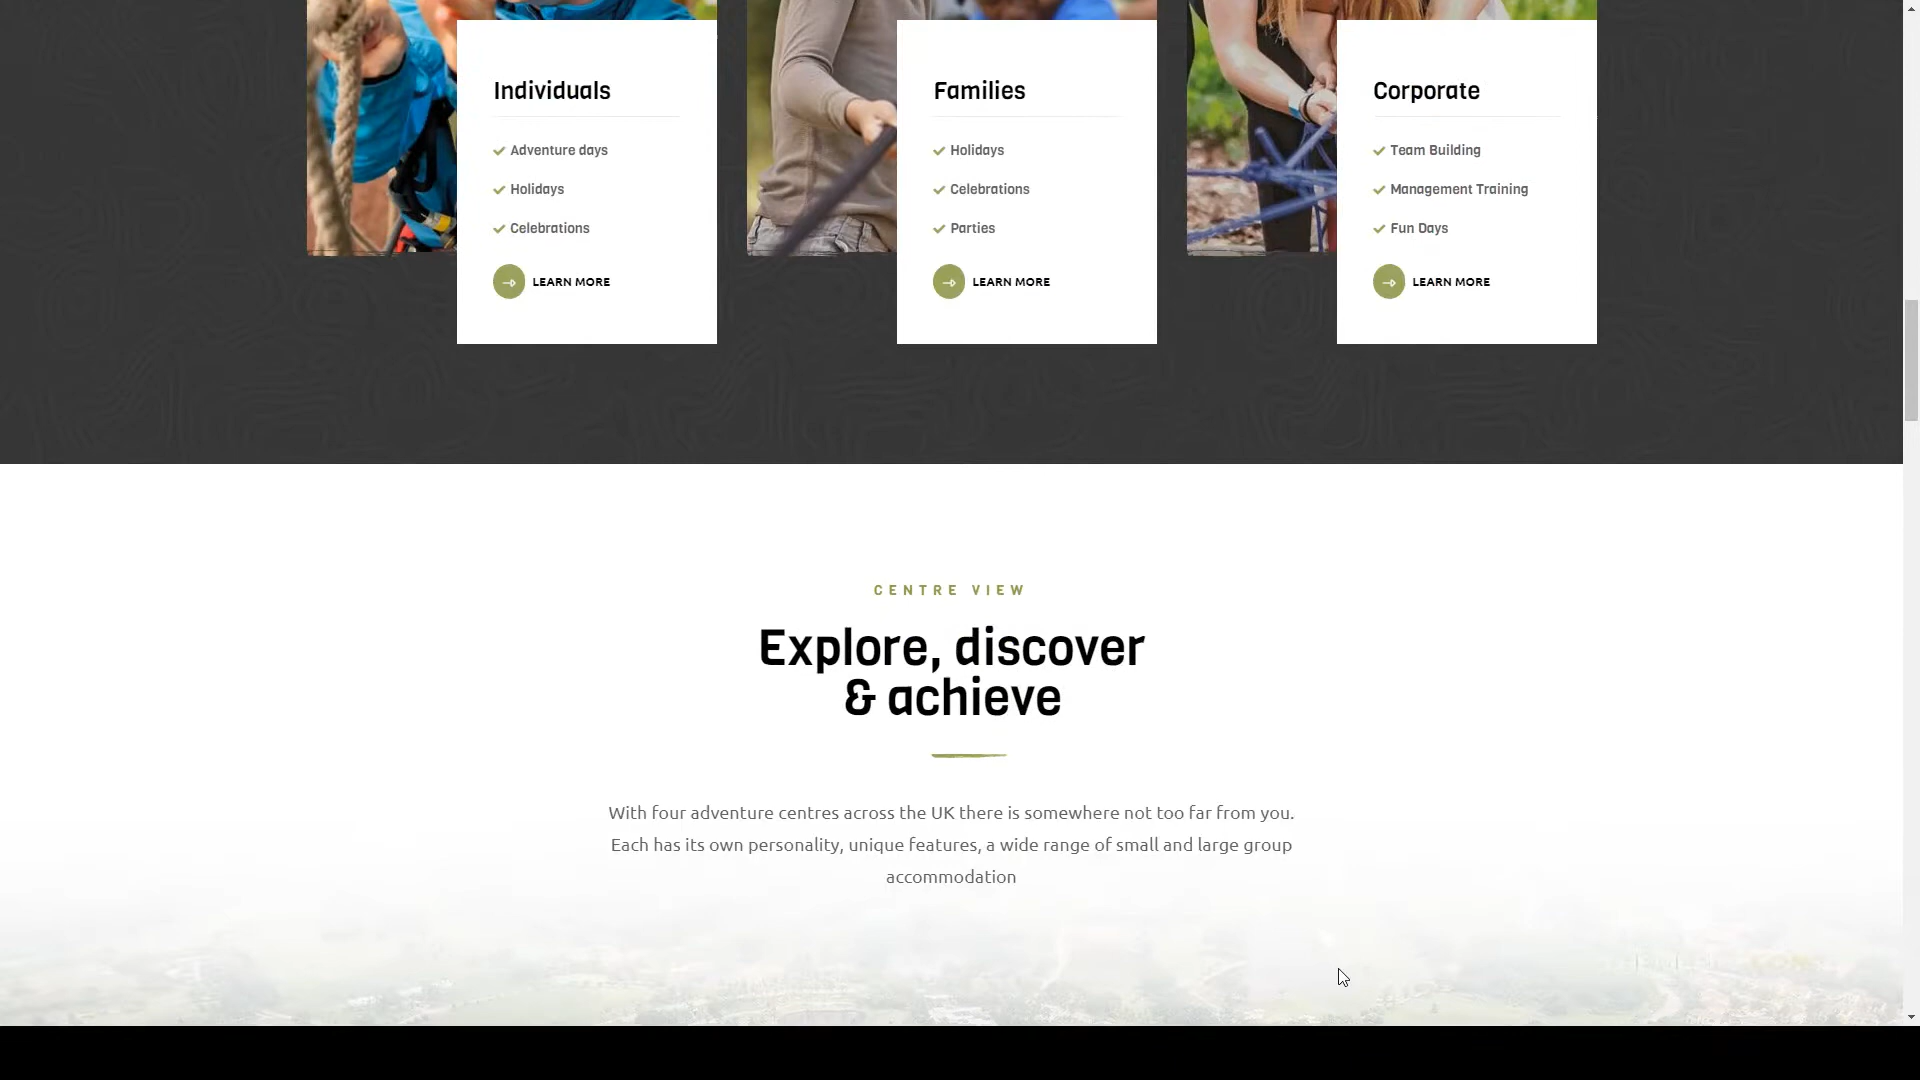 Individuals
Adventure days
Holidays
Celebrations
LEARN MORE
Families
Holidays
Celebrations
Parties
LEARN MORE
Corporate
Team Building
Management Training
Fun Days
LEARN MORE
CENTRE VIEW
Explore, discover
& achieve
With four adventure centres across the UK there is somewhere not too far from you.
Each has its own personality, unique features, a wide range of small and large group
accommodation